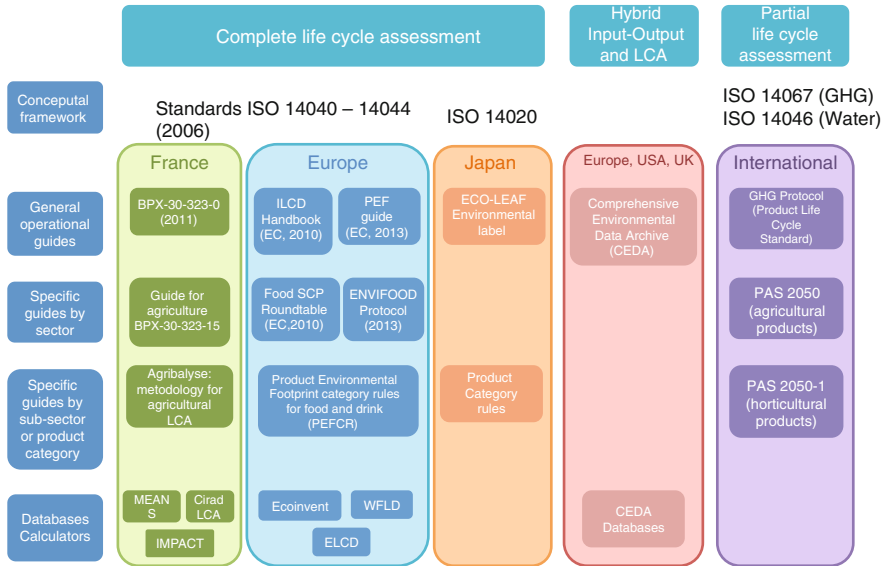 Complete life cycle assessment
Hybrid
Input-Output
and LCA
Partial
life cycle
assessment
Conceputal
framework
Standards ISO 14040 – 14044
(2006)
ISO 14020
ISO 14067 (GHG)
ISO 14046 (Water)
France
Europe
Japan
Europe, USA, UK
International
General
operational
guides
BPX-30-323-0
(2011)
ILCD
Handbook
(EC, 2010)
PEF
guide
(EC, 2013)
ECO-LEAF
Environmental
label
Comprehensive
Environmental
Data Archive
(CEDA)
GHG Protocol
(Product Life
Cycle
Standard)
Specific
guides by
sector
Guide for
agriculture
BPX-30-323-15
Food SCP
Roundtable
(EC,2010)
ENVIFOOD
Protocol
(2013)
PAS 2050
(agricultural
products)
Specific
guides by
sub-sector
or product
category
Agribalyse:
metodology for
agricultural
LCA
Product Environmental
Footprint category rules
for food and drink
(PEFCR)
Product
Category
rules
PAS 2050-1
(horticultural
products)
Databases
Calculators
MEAN
S
Cirad
LCA
IMPACT
Ecoinvent
WFLD
ELCD
CEDA
Databases